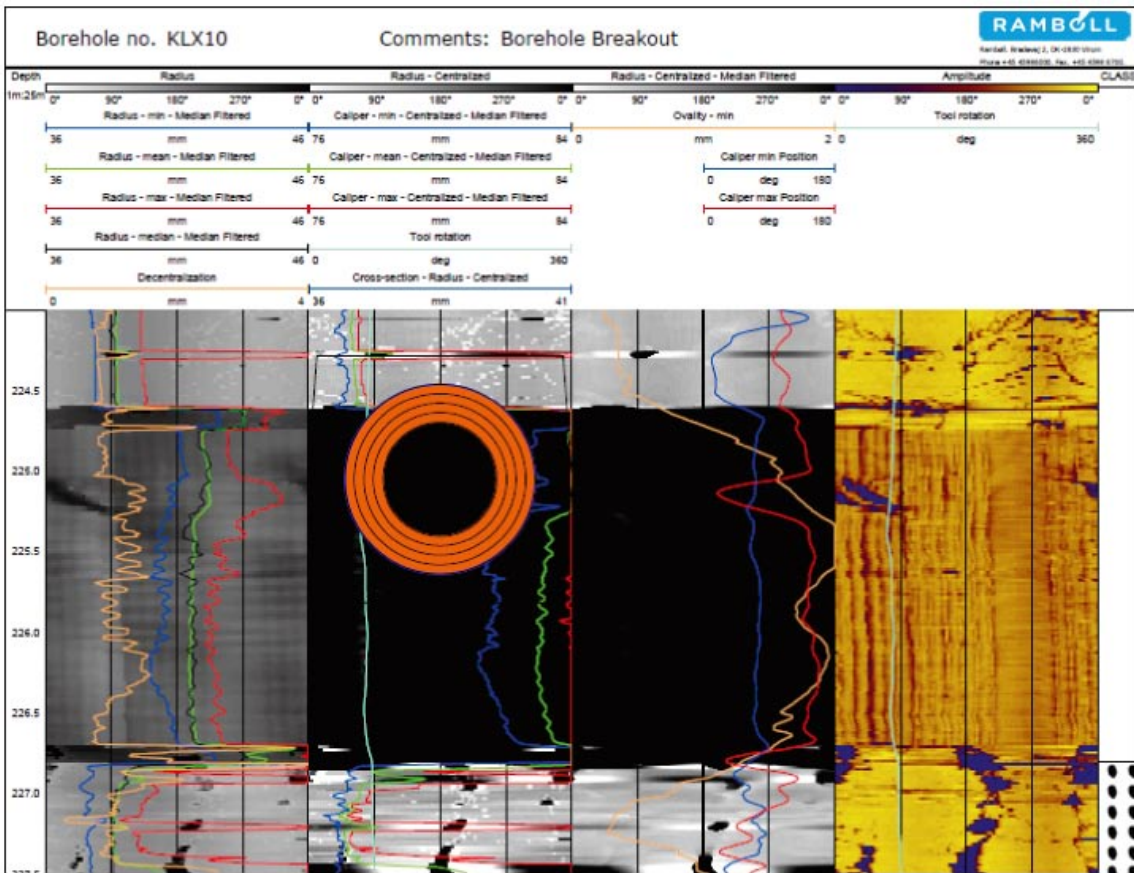 Borehole no. KLX10 Comments: Borehole Breakout RAMBOLL
Depth Radius Radius - Centralized Radius - Centralized - Median Filtered Amplitude CLASS
1m:25m 0° 90° 180° 270° 0° 90° 180° 270° 0° 90° 180° 270° 0° 90° 180° 270° 0°
Radius - min - Median Filtered Caliper - min - Centralized - Median Filtered Ovality - min Tool rotation
36 mm 46 76 mm 84 0 mm 2 0 deg 360
Radius - mean - Median Filtered Caliper - mean - Centralized - Median Filtered Caliper min Position
36 mm 46 76 mm 84 0 deg 180
Radius - max - Median Filtered Caliper - max - Centralized - Median Filtered Caliper max Position
36 mm 46 76 mm 84 0 deg 180
Radius - median - Median Filtered Tool rotation
36 mm 46 0 deg 360
Decentralization Cross-section - Radius - Centralized
0 mm 4 36 mm 41
224.5
225.0
225.5
226.0
226.5
227.0